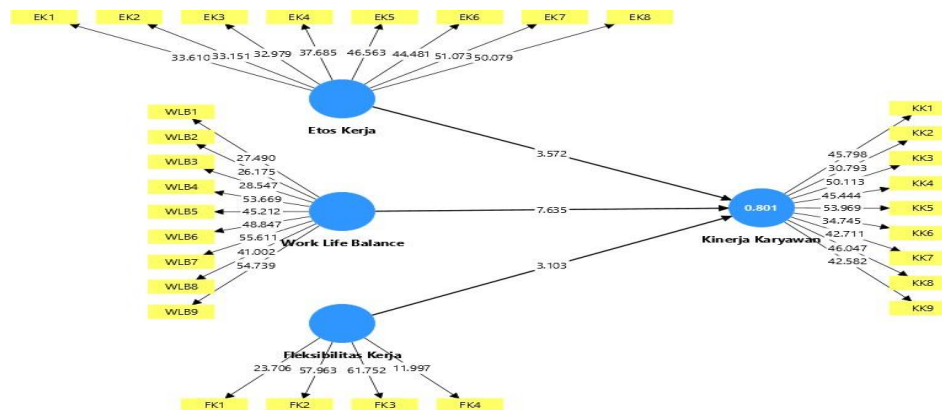 EK1 EK2 EK3 EK4 EK5 EK6 EK7 EK8
33.610 33.151 32.979 37.685 46.563 44.481 51.073 50.079
Etos Kerja
WLB1
WLB2
WLB3
WLB4
WLB5
WLB6
WLB7
WLB8
WLB9
27.490
26.175
28.547
53.669
45.212
48.847
55.611
41.002
54.739
Work Life Balance
3.572
7.635
3.103
0.801
Kinerja Karyawan
45.798
30.793
50.113
45.444
53.969
34.745
42.711
46.047
42.582
KK1
KK2
KK3
KK4
KK5
KK6
KK7
KK8
KK9
Fleksibilitas Kerja
23.706 57.963 61.752 11.997
FK1 FK2 FK3 FK4